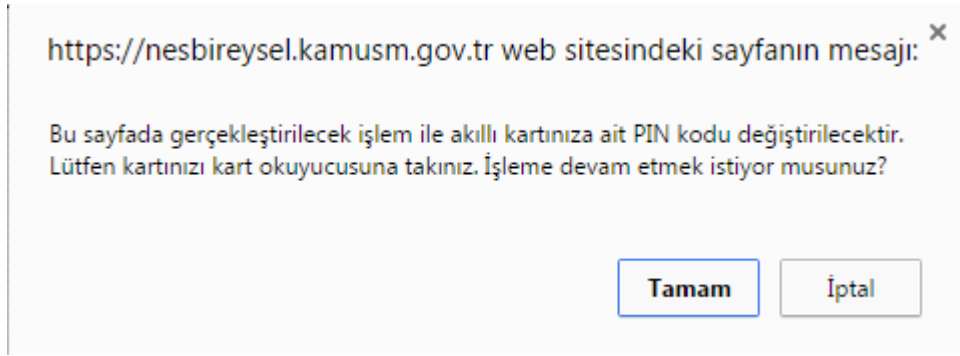 https://nesbireysel.kamusm.gov.tr web sitesindeki sayfanın mesajı:
Bu sayfada gerçekleştirilecek işlem ile akıllı kartınıza ait PIN kodu değiştirilecektir.
Lütfen kartınızı kart okuyucusuna takınız. İşleme devam etmek istiyor musunuz?
Tamam
İptal